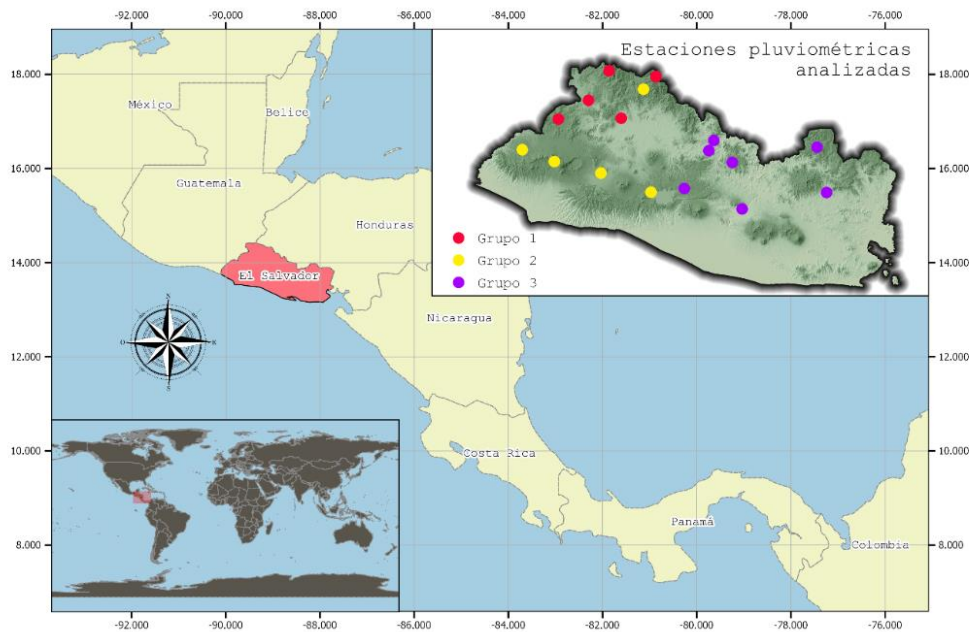 -92.000 -90.000 -88.000 -86.000 -84.000 -82.000 -80.000 -78.000 -76.000
Estaciones pluviométricas
analizadas
18.000 18.000
México
Belice
16.000 16.000
Guatemala
Honduras
Grupo 1
14.000 14.000
El Salvador
Grupo 2
Grupo 3
Nicaragua
N
O E
S
12.000 12.000
10.000 10.000
Costa Rica
Panamá
8.000 8.000
Colombia
-92.000 -90.000 -88.000 -86.000 -84.000 -82.000 -80.000 -78.000 -76.000